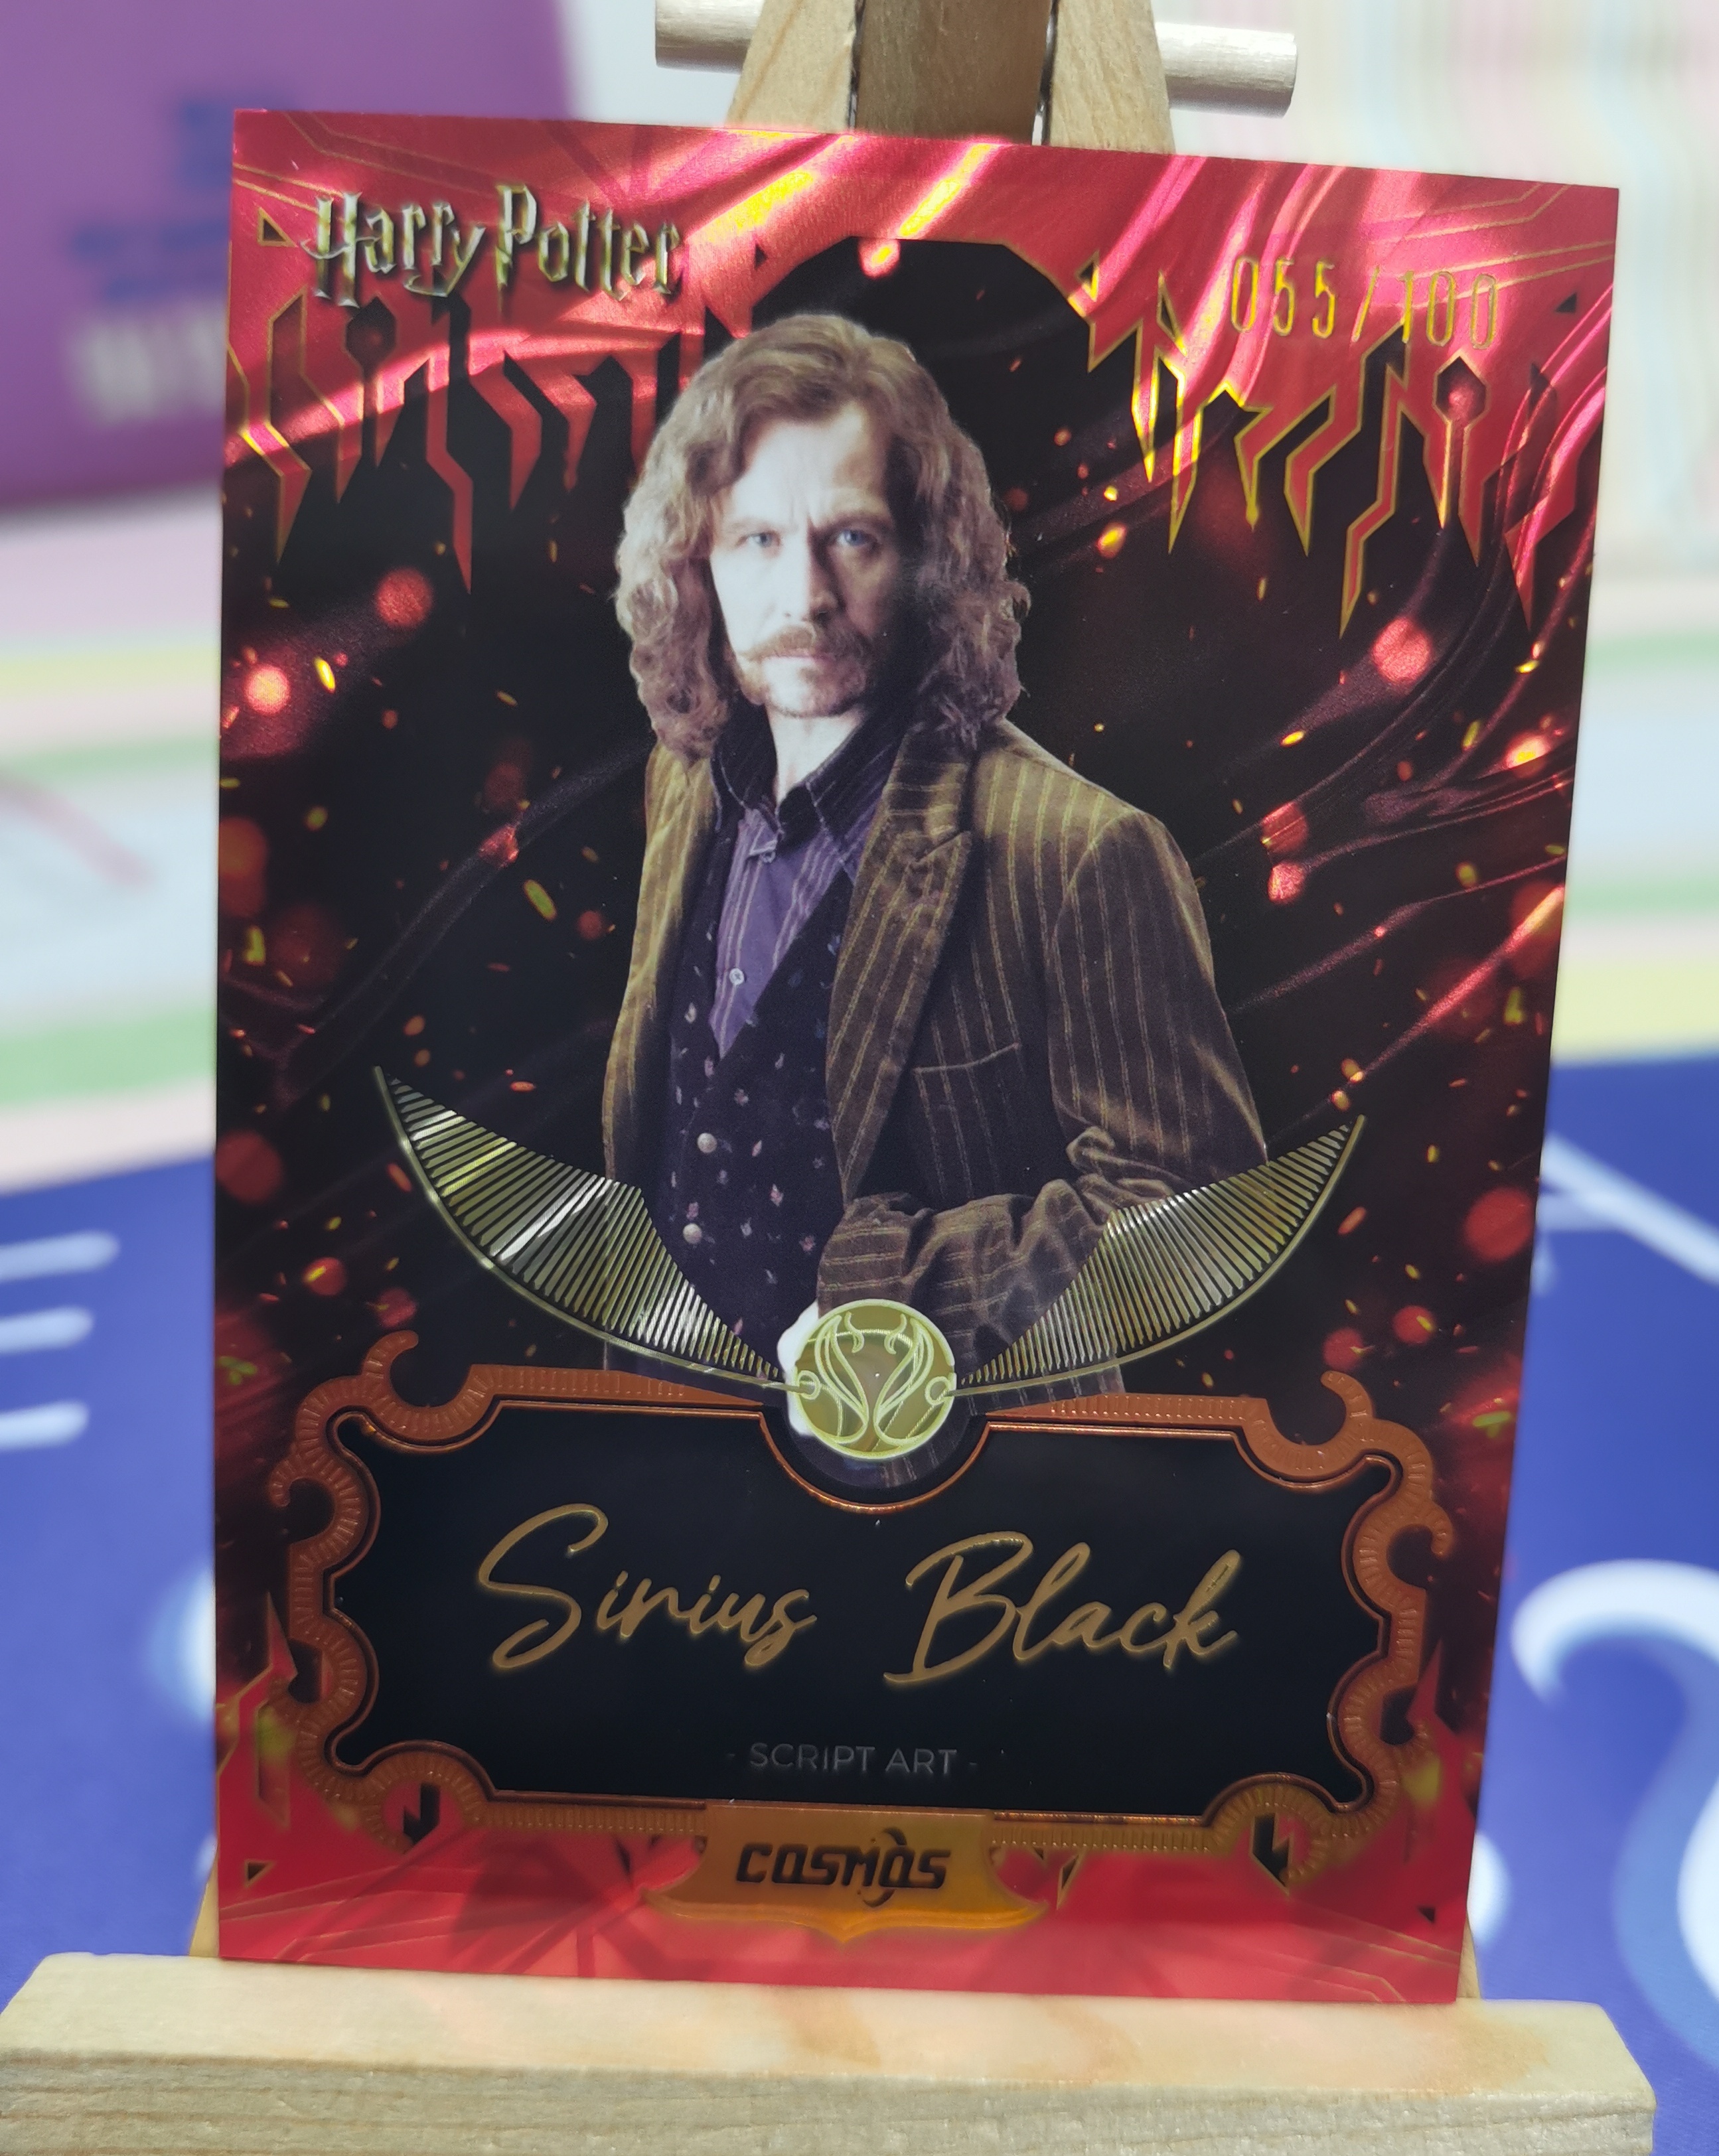 Harry Potter
055/100
Sirius Black
- SCRIPT ART -
COSMOS